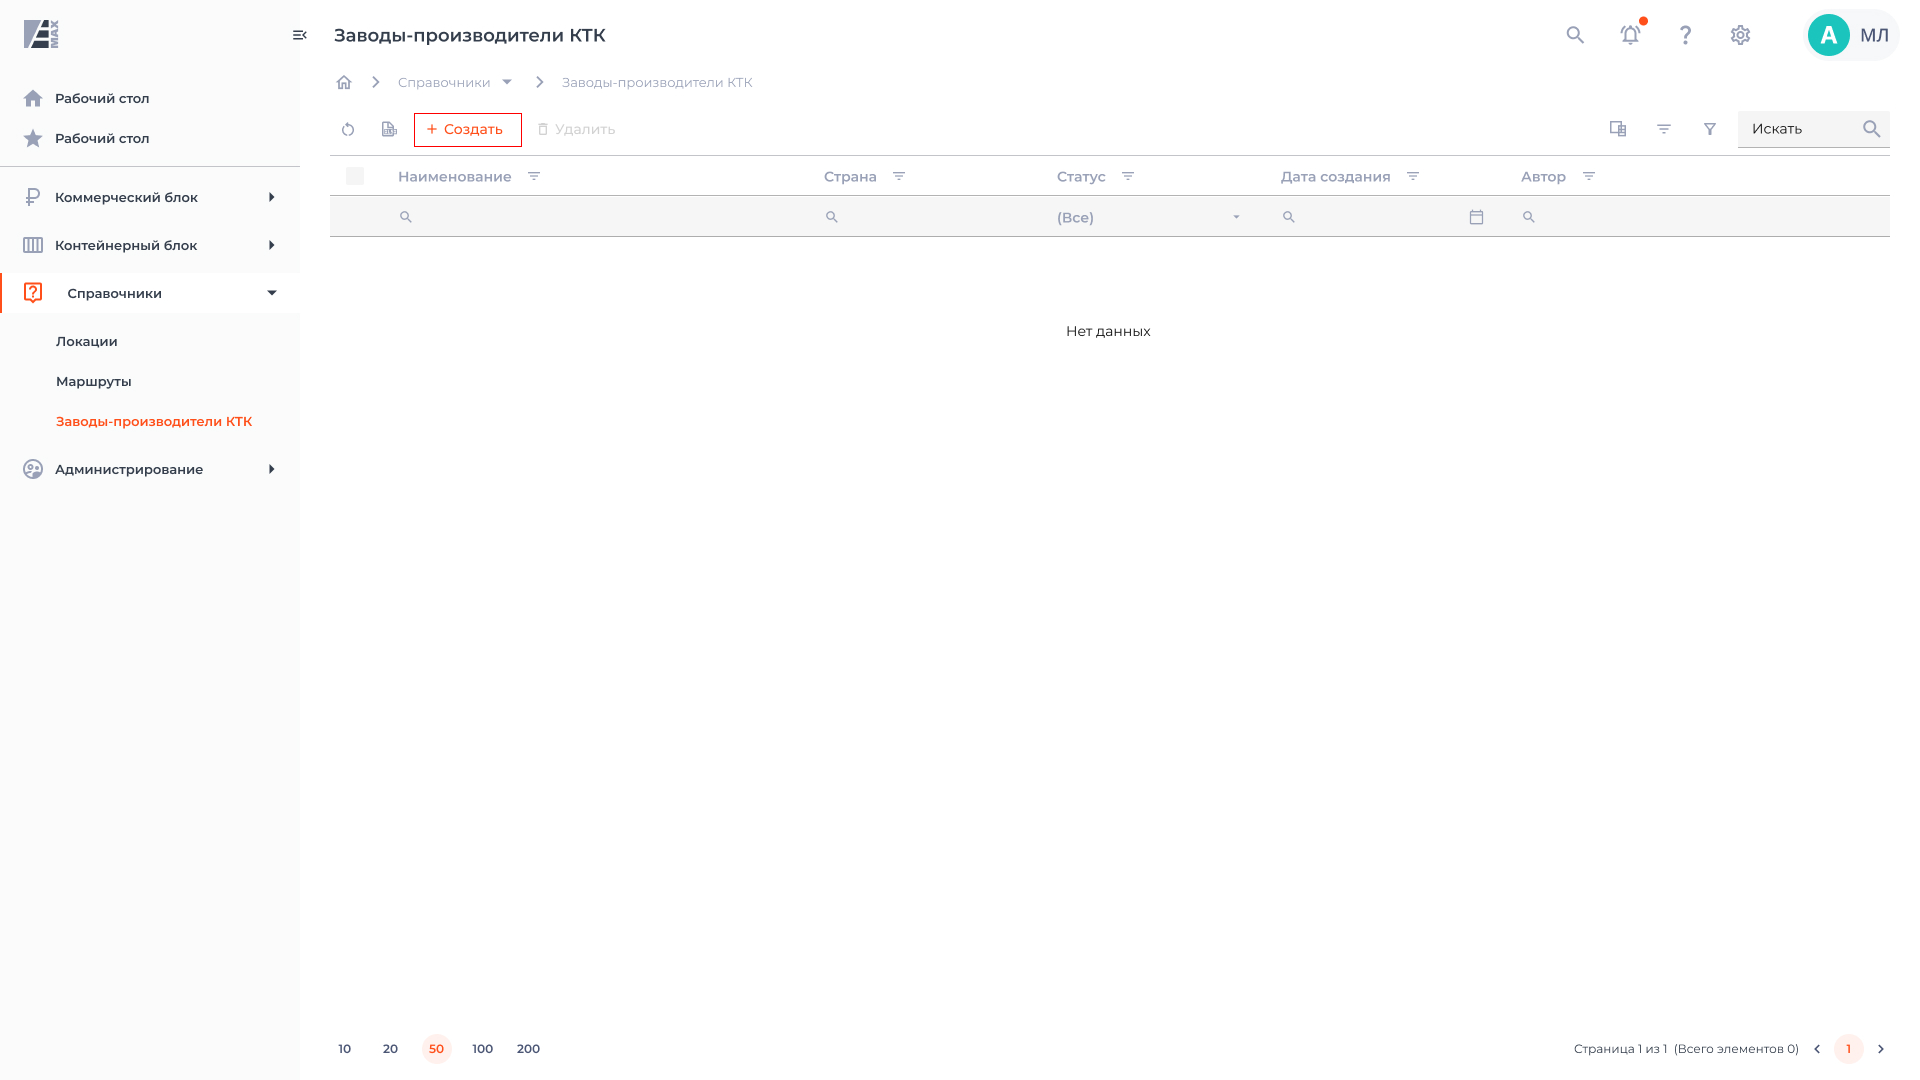 MAX
Заводы-производители КТК
A
МЛ
Рабочий стол
Рабочий стол
Коммерческий блок
Контейнерный блок
Справочники
Локации
Маршруты
Заводы-производители КТК
Администрирование
Справочники
Заводы-производители КТК
+ Создать
Удалить
Искать
Наименование
Страна
Статус
Дата создания
Автор
(Все)
Нет данных
10 20 50 100 200
Страница 1 из 1 (Всего элементов 0)
1